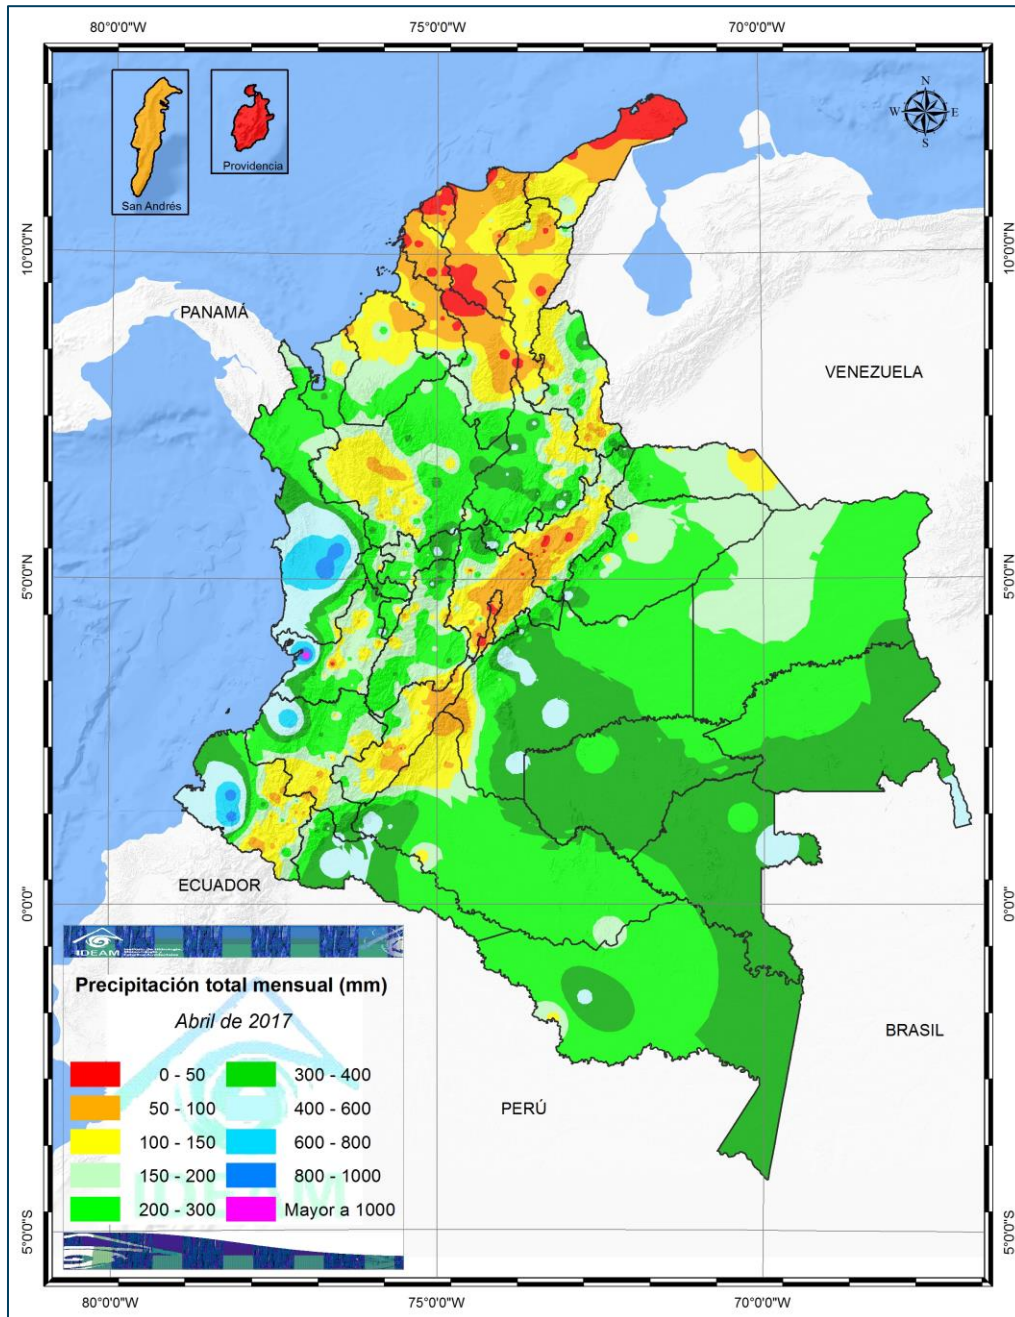 80°0'0"W 75°0'0"W 70°0'0"W
San Andrés
Providencia
N
W E
S
10°0'0"N 10°0'0"N
PANAMÁ
VENEZUELA
5°0'0"N 5°0'0"N
ECUADOR
0°0'0" 0°0'0"
IDEAM
Precipitación total mensual (mm)
Abril de 2017
0 - 50 300 - 400
50 - 100 400 - 600
100 - 150 600 - 800
150 - 200 800 - 1000
200 - 300 Mayor a 1000
IDEAM
BRASIL
PERÚ
5°0'0"S 5°0'0"S
80°0'0"W 75°0'0"W 70°0'0"W